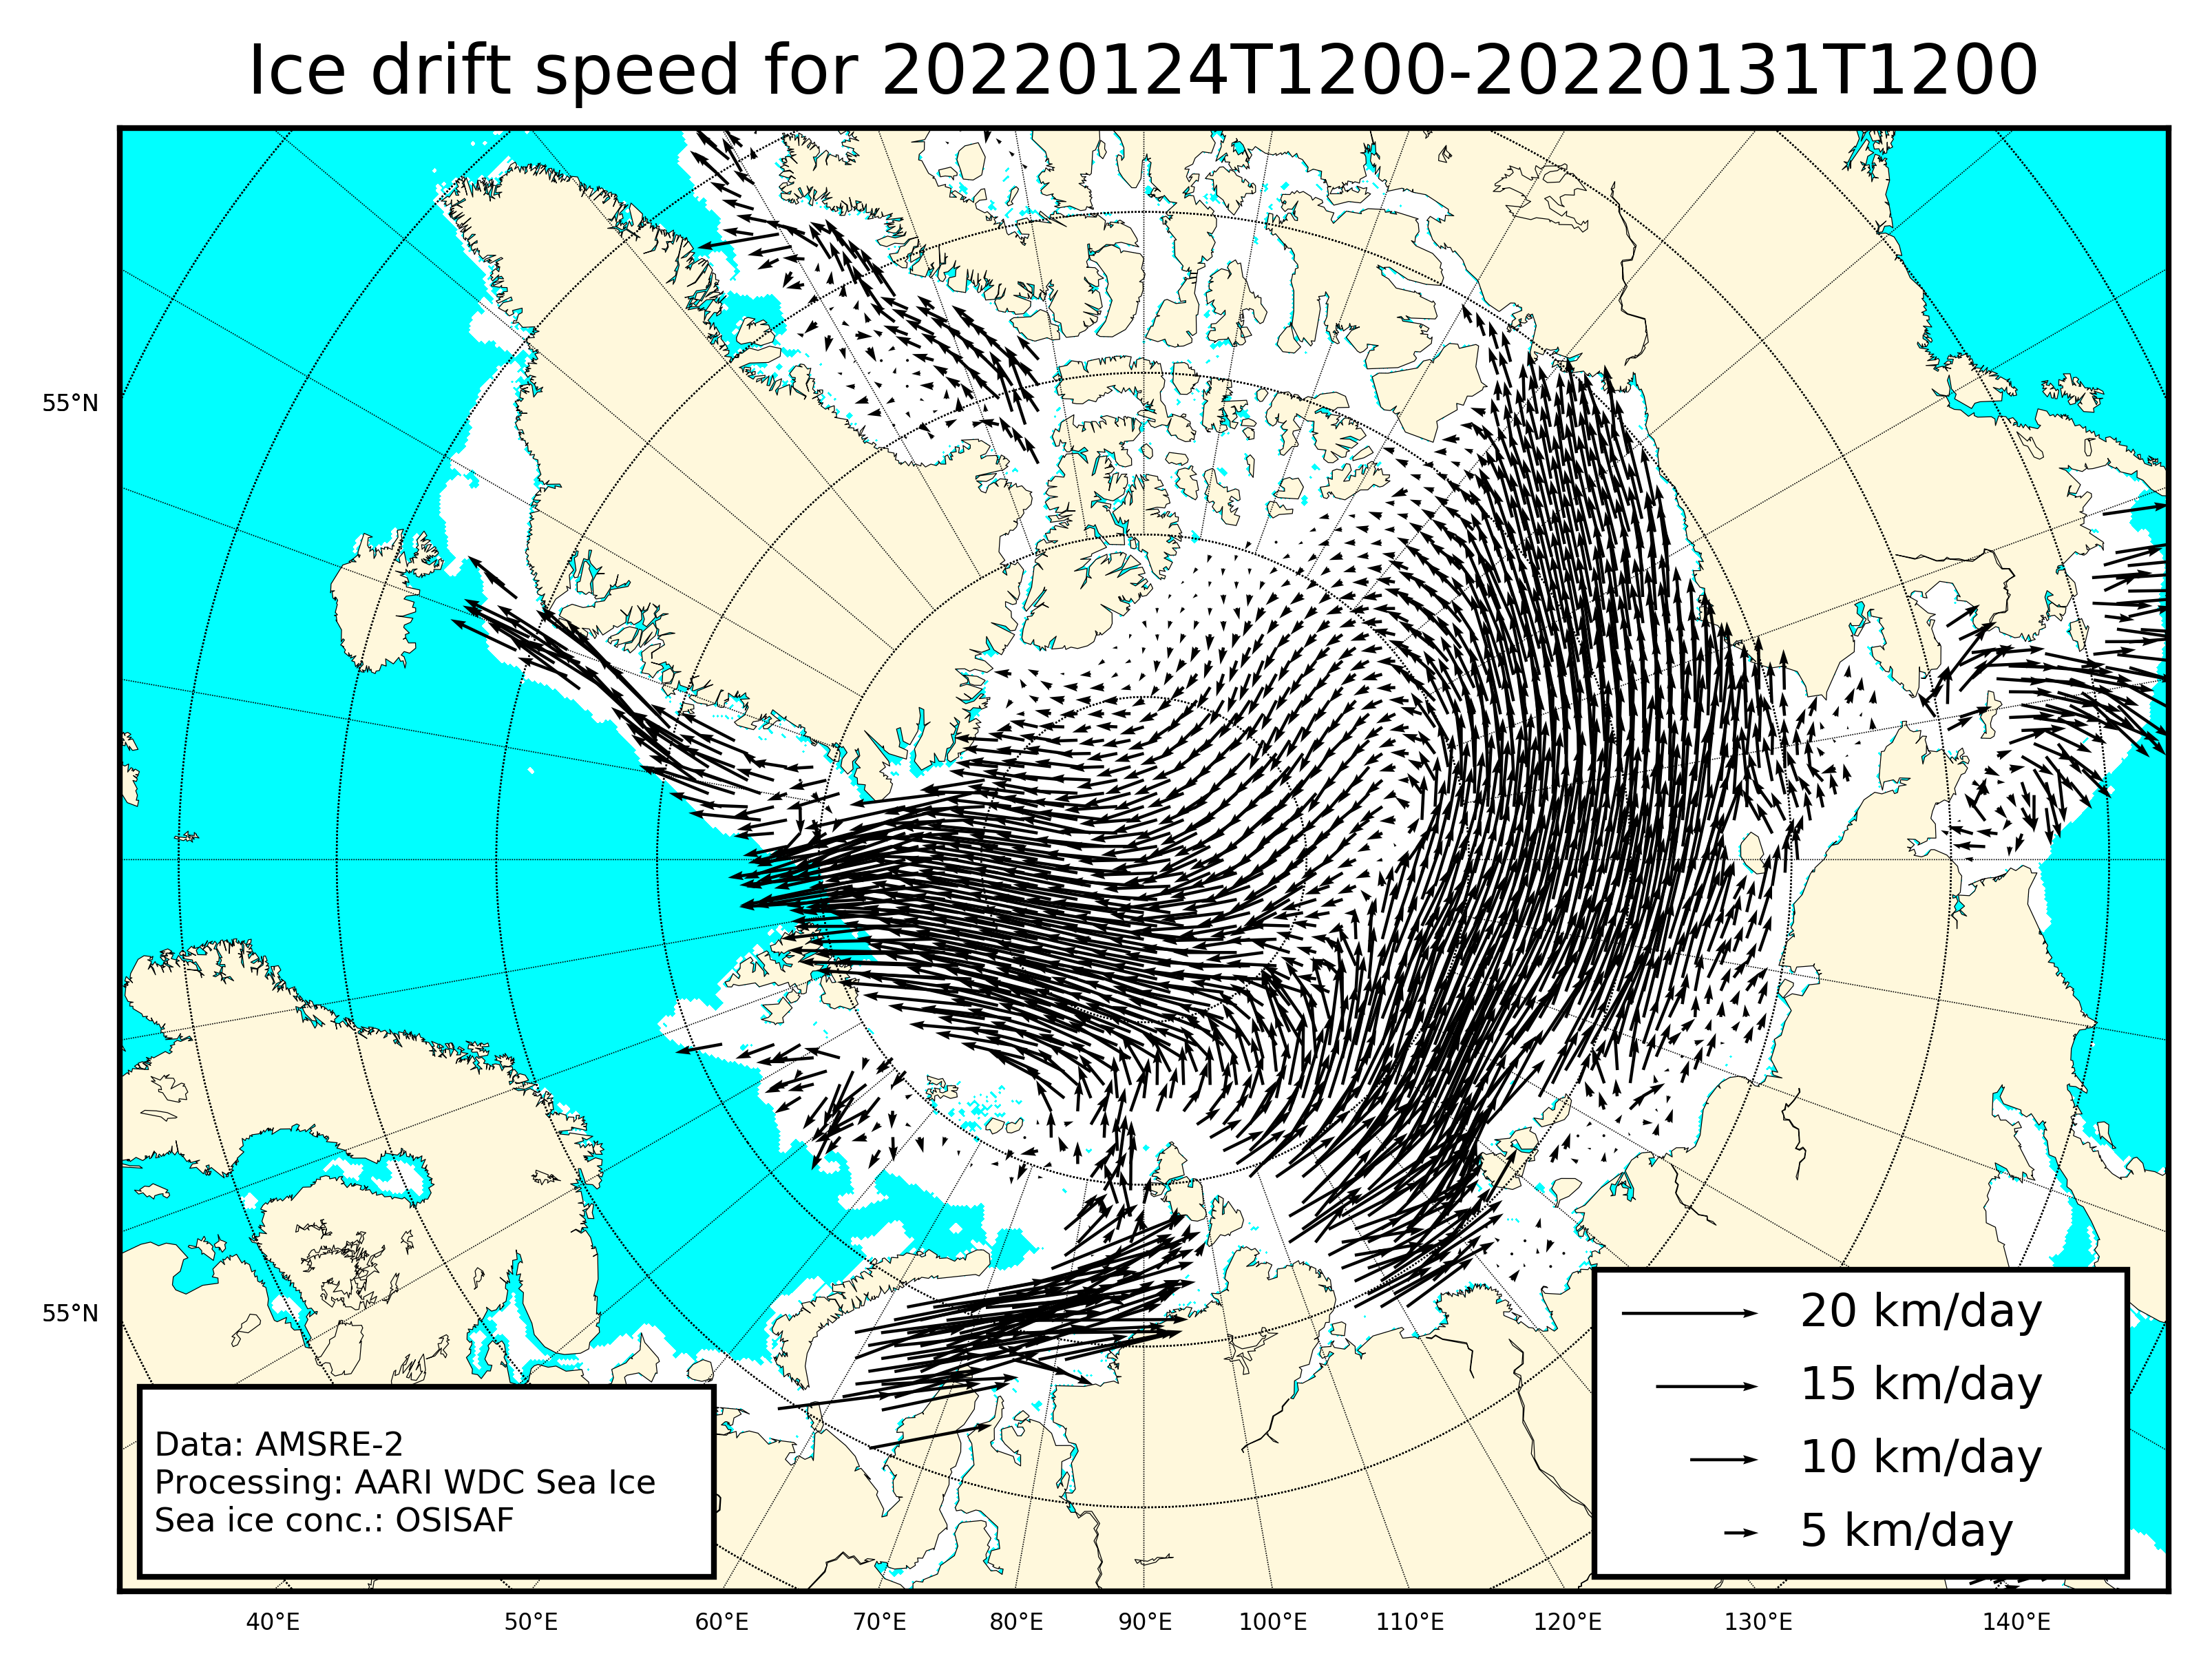 Ice drift speed for 20220124T1200-20220131T1200
55°N
55°N
20 km/day
15 km/day
10 km/day
5 km/day
Data: AMSRE-2
Processing: AARI WDC Sea Ice
Sea ice conc.: OSISAF
40°E 50°E 60°E 70°E 80°E 90°E 100°E 110°E 120°E 130°E 140°E